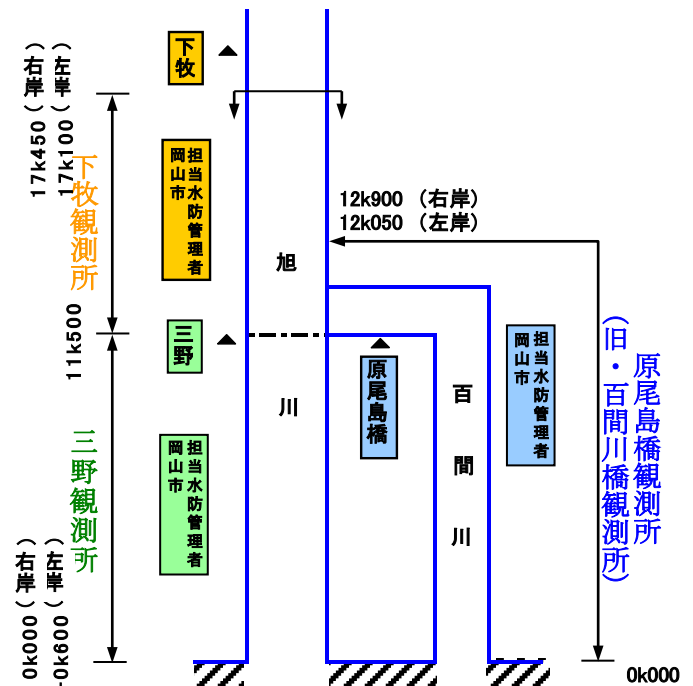 下牧
17k450（右岸）
17k100（左岸）
下牧観測所
担当水防管理者
岡山市
12k900 （右岸）
12k050 （左岸）
旭
川
三野
11k500
原尾島橋
担当水防管理者
岡山市
百
間
川
原尾島橋観測所
（旧・百間川橋観測所）
三野観測所
担当水防管理者
岡山市
0k000（右岸）
-0k600（左岸）
0k000